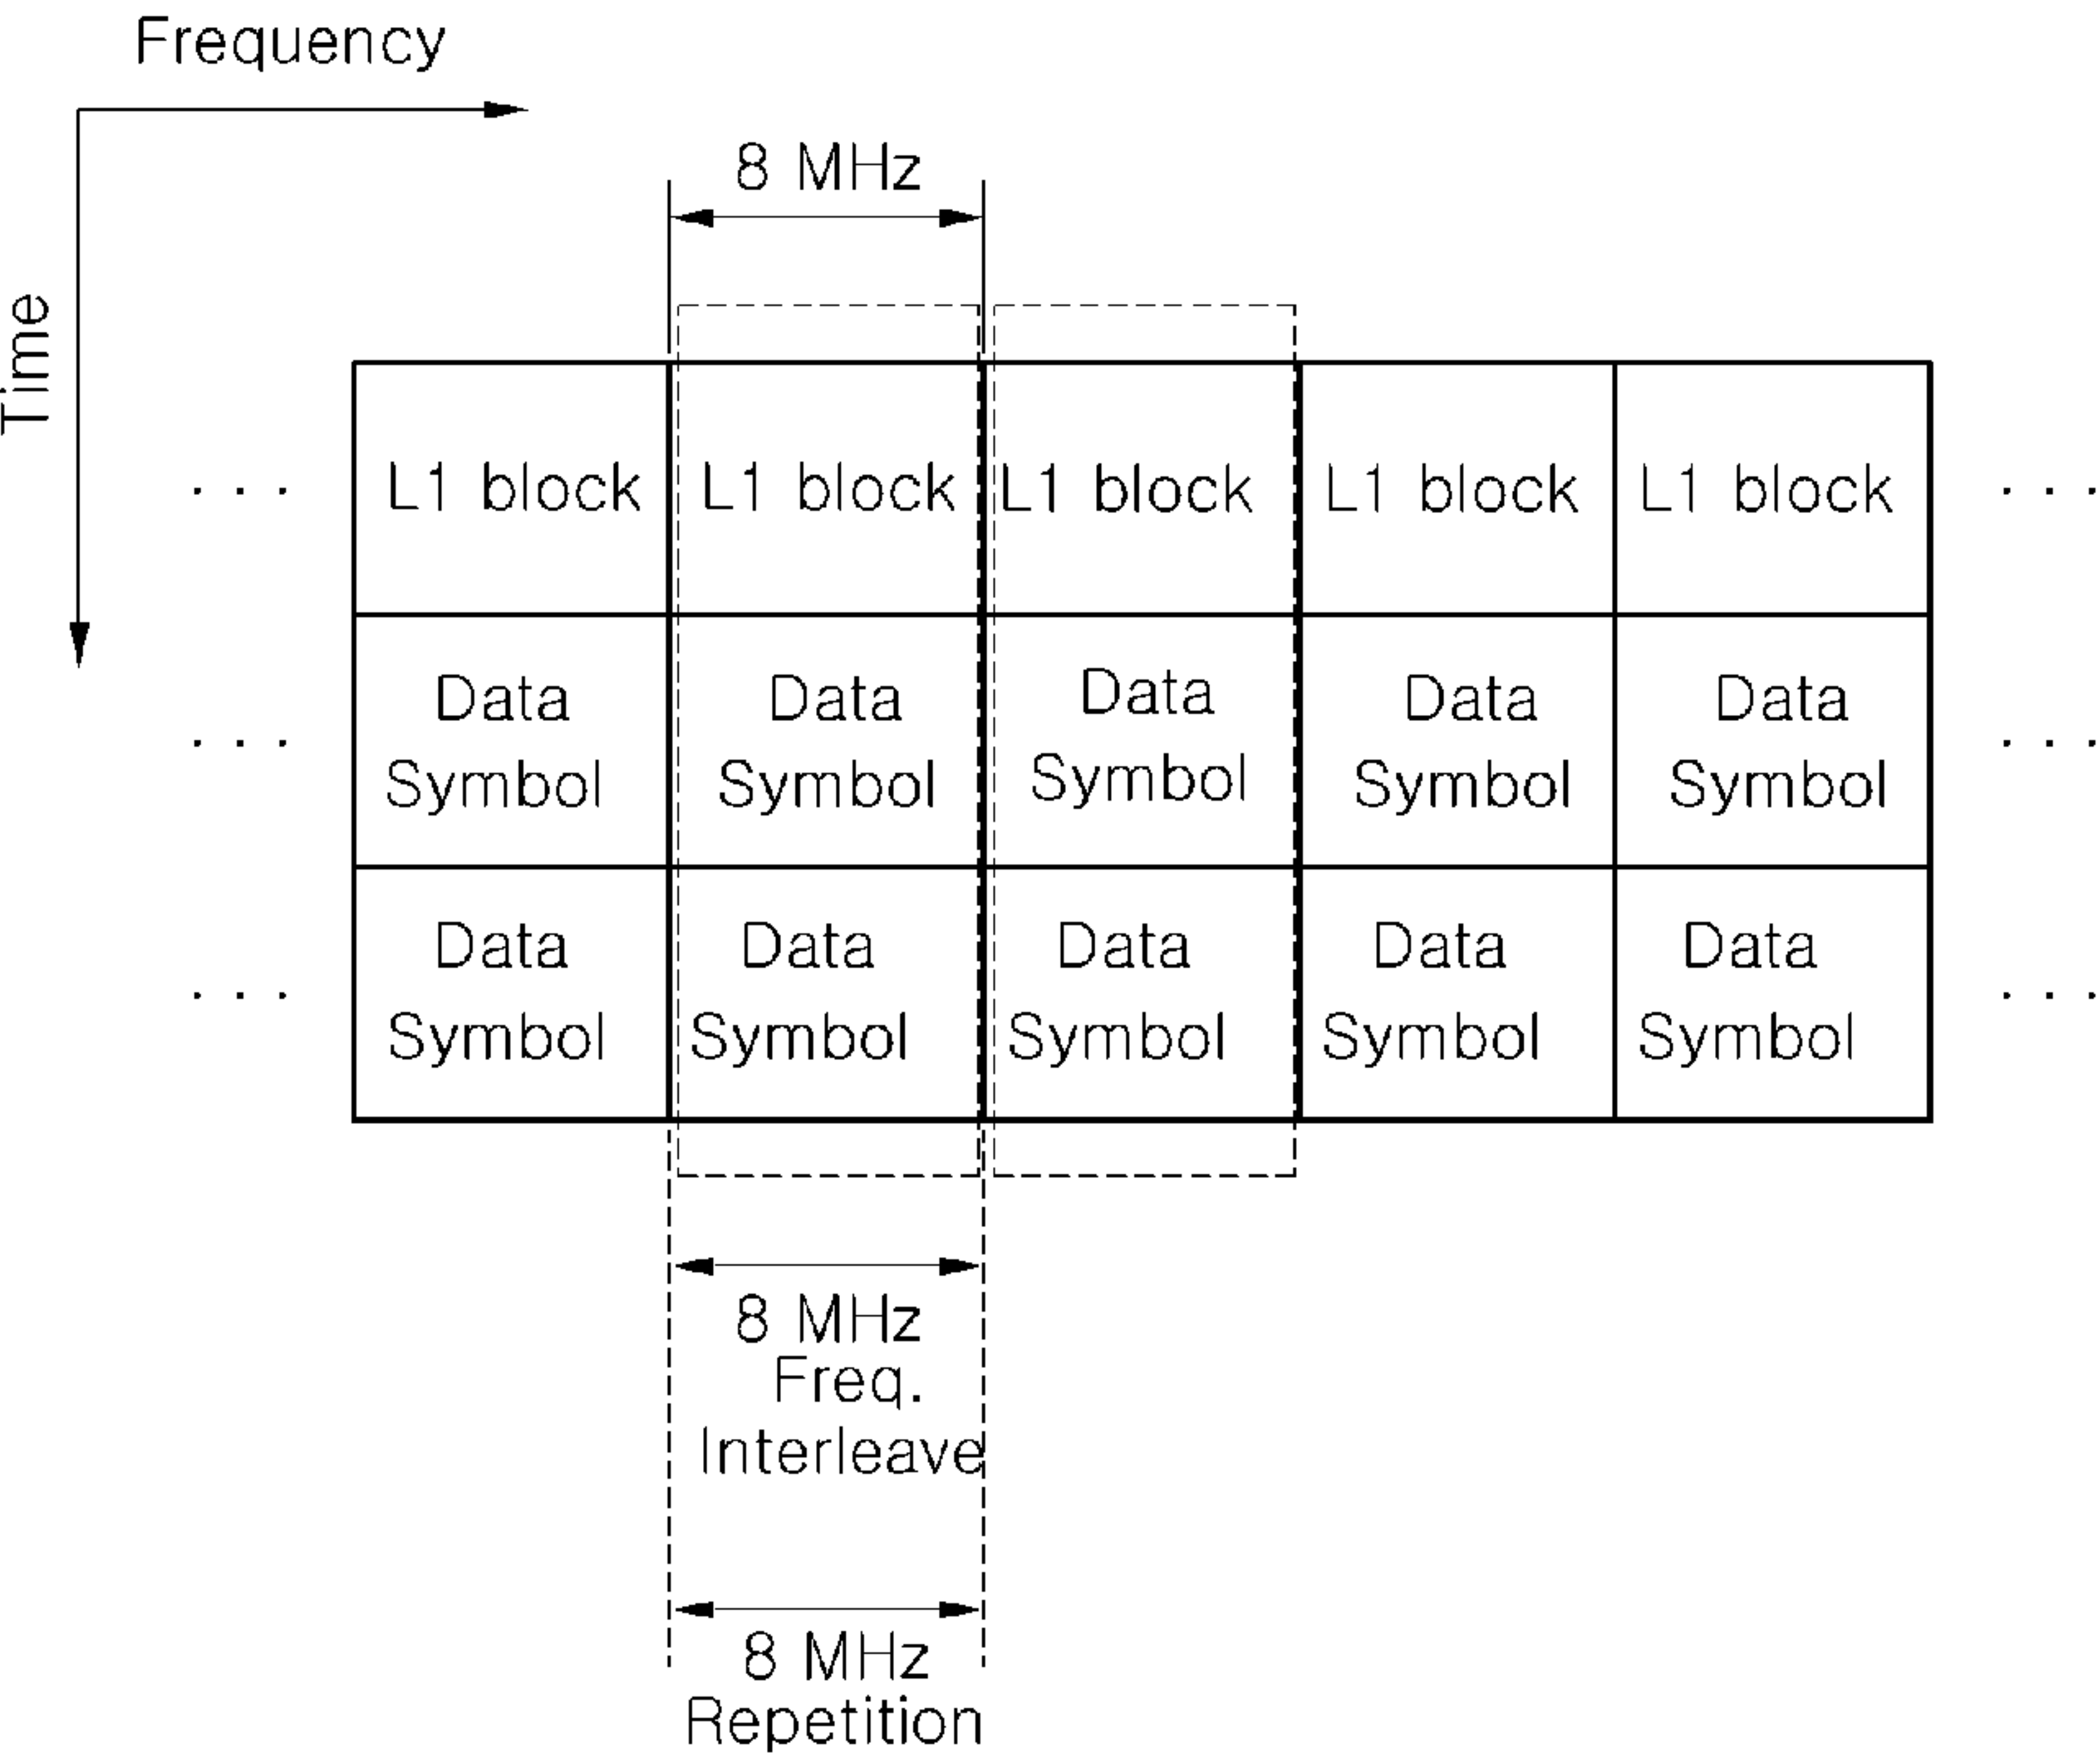 Frequency
8 MHz
Time
. . . L1 block L1 block L1 block L1 block L1 block . . .
Data Data Data Data Data
. . . Symbol Symbol Symbol Symbol Symbol . . .
Data Data Data Data Data
. . . Symbol Symbol Symbol Symbol Symbol . . .
8 MHz
Freq.
Interleave
8 MHz
Repetition